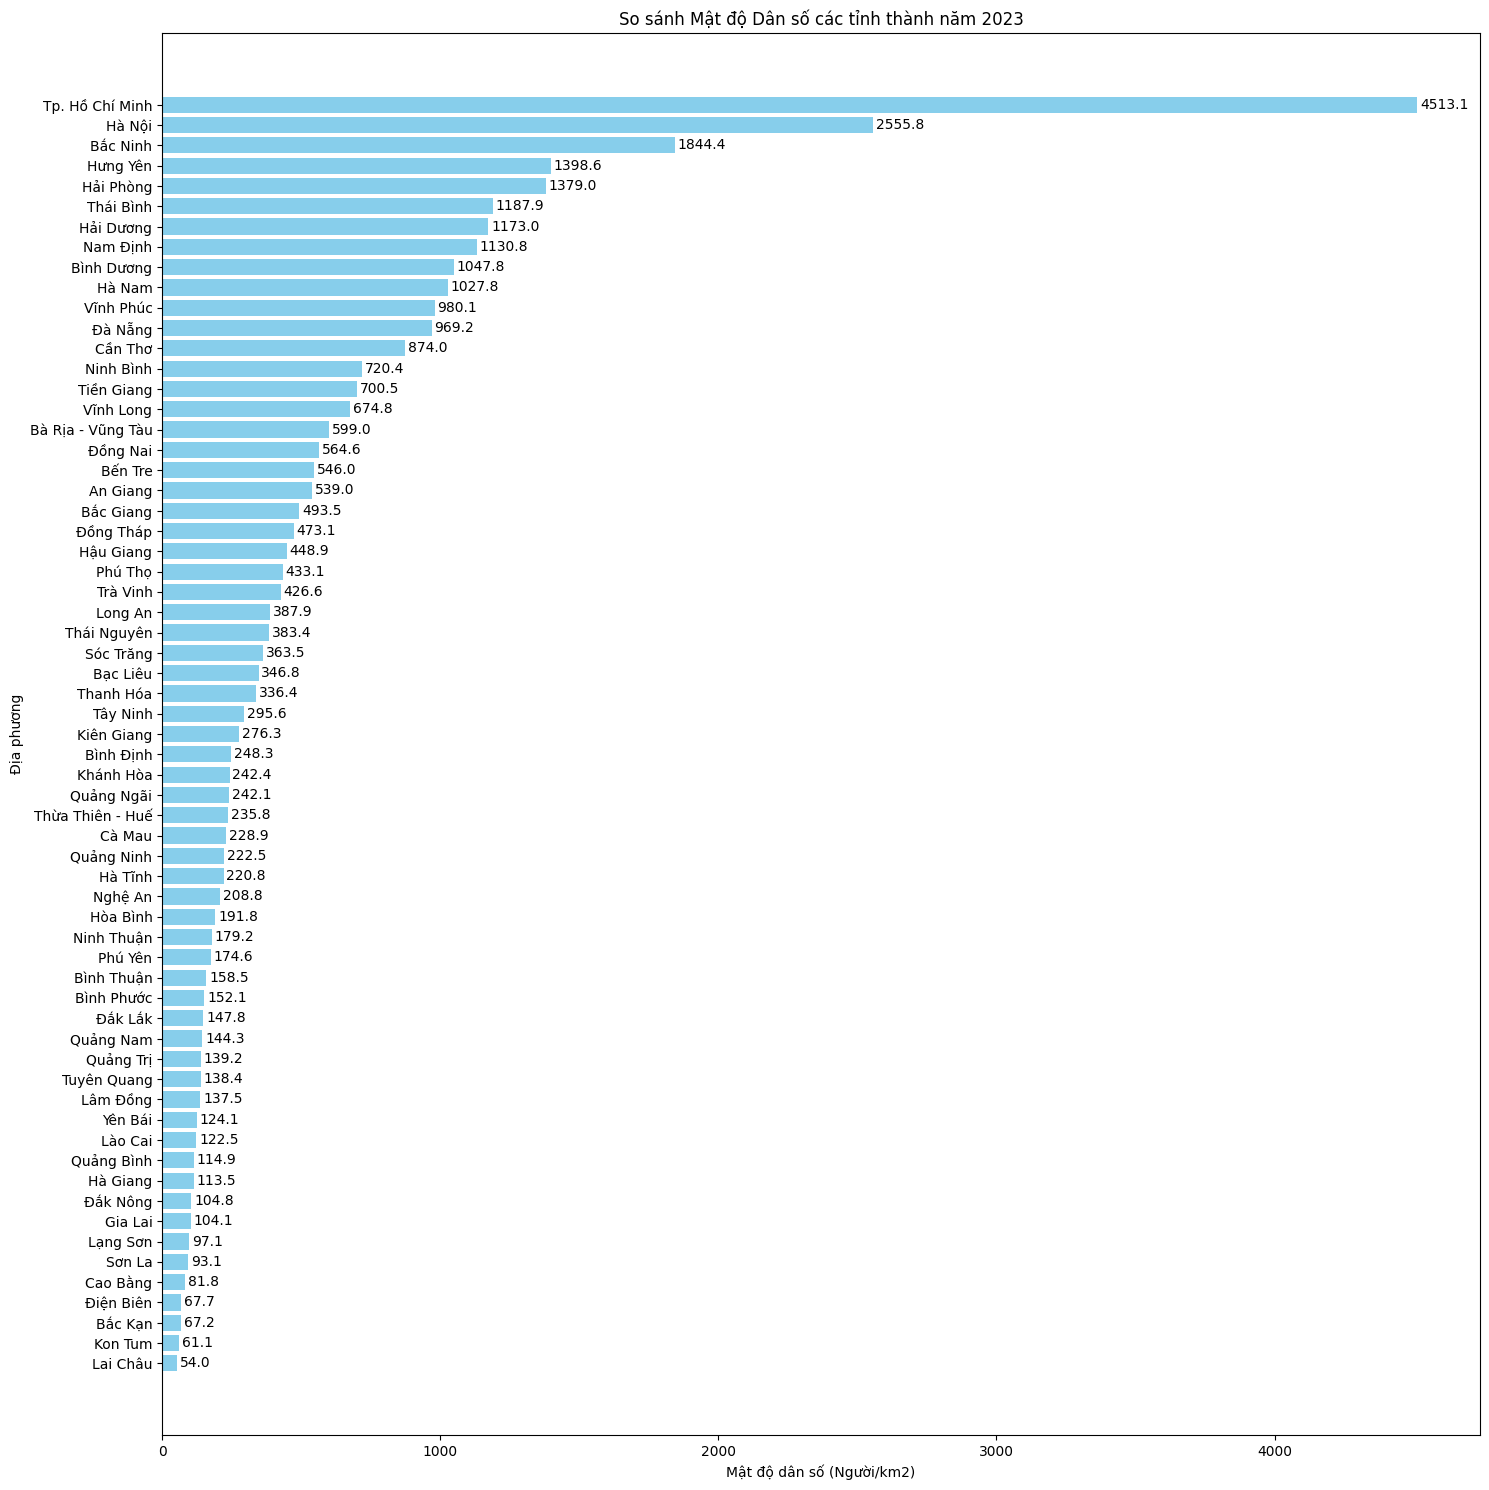 So sánh Mật độ Dân số các tỉnh thành năm 2023
Tp. Hồ Chí Minh 4513.1
Hà Nội 2555.8
Bắc Ninh 1844.4
Hưng Yên 1398.6
Hải Phòng 1379.0
Thái Bình 1187.9
Hải Dương 1173.0
Nam Định 1130.8
Bình Dương 1047.8
Hà Nam 1027.8
Vĩnh Phúc 980.1
Đà Nẵng 969.2
Cần Thơ 874.0
Ninh Bình 720.4
Tiền Giang 700.5
Vĩnh Long 674.8
Bà Rịa - Vũng Tàu 599.0
Đồng Nai 564.6
Bến Tre 546.0
An Giang 539.0
Bắc Giang 493.5
Đồng Tháp 473.1
Hậu Giang 448.9
Phú Thọ 433.1
Trà Vinh 426.6
Long An 387.9
Thái Nguyên 383.4
Sóc Trăng 363.5
Bạc Liêu 346.8
Thanh Hóa 336.4
Tây Ninh 295.6
Kiên Giang 276.3
Bình Định 248.3
Khánh Hòa 242.4
Quảng Ngãi 242.1
Thừa Thiên - Huế 235.8
Cà Mau 228.9
Quảng Ninh 222.5
Hà Tĩnh 220.8
Nghệ An 208.8
Hòa Bình 191.8
Ninh Thuận 179.2
Phú Yên 174.6
Bình Thuận 158.5
Bình Phước 152.1
Đắk Lắk 147.8
Quảng Nam 144.3
Quảng Trị 139.2
Tuyên Quang 138.4
Lâm Đồng 137.5
Yên Bái 124.1
Lào Cai 122.5
Quảng Bình 114.9
Hà Giang 113.5
Đắk Nông 104.8
Gia Lai 104.1
Lạng Sơn 97.1
Sơn La 93.1
Cao Bằng 81.8
Điện Biên 67.7
Bắc Kạn 67.2
Kon Tum 61.1
Lai Châu 54.0
Địa phương
0 1000 2000 3000 4000
Mật độ dân số (Người/km2)